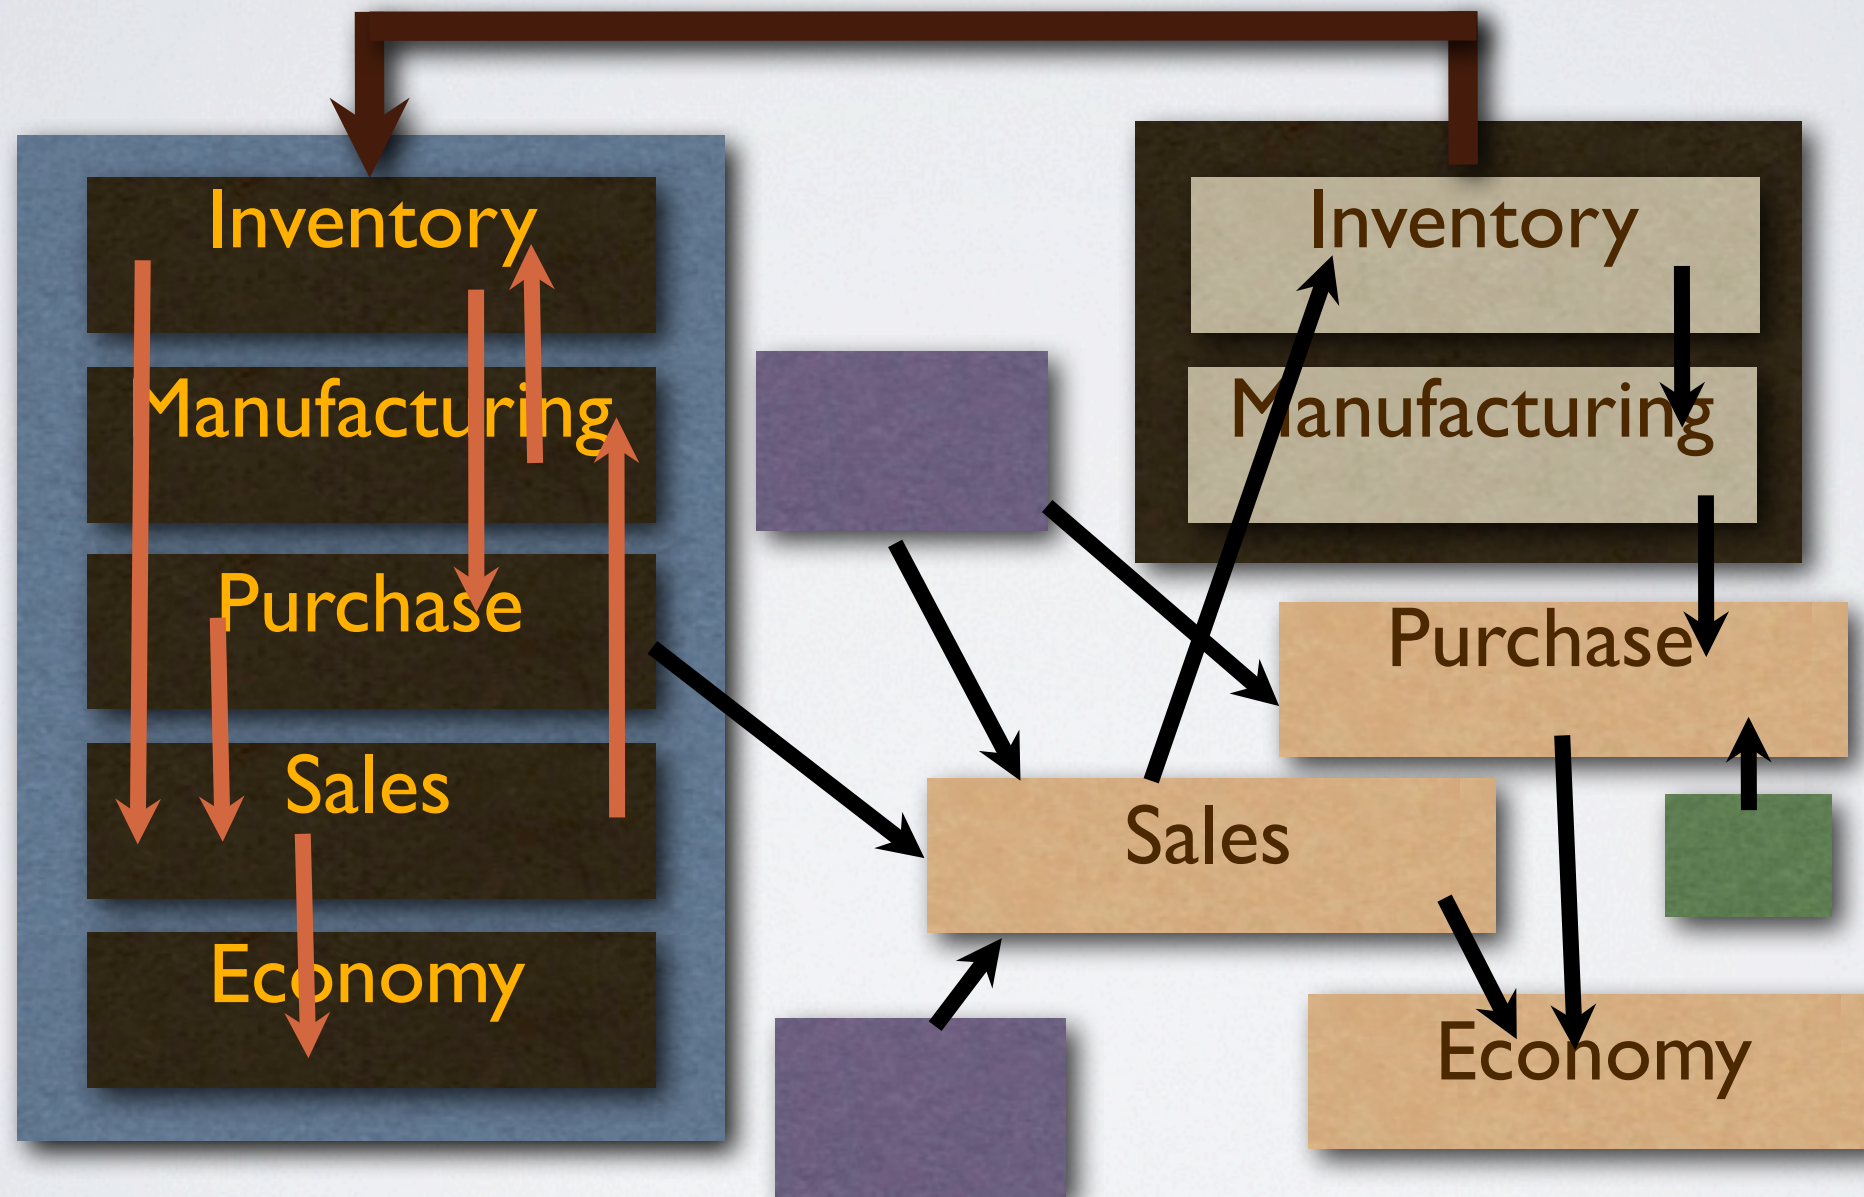 Inventory
Manufacturing
Purchase
Sales
Economy
Inventory
Manufacturing
Purchase
Sales
Economy